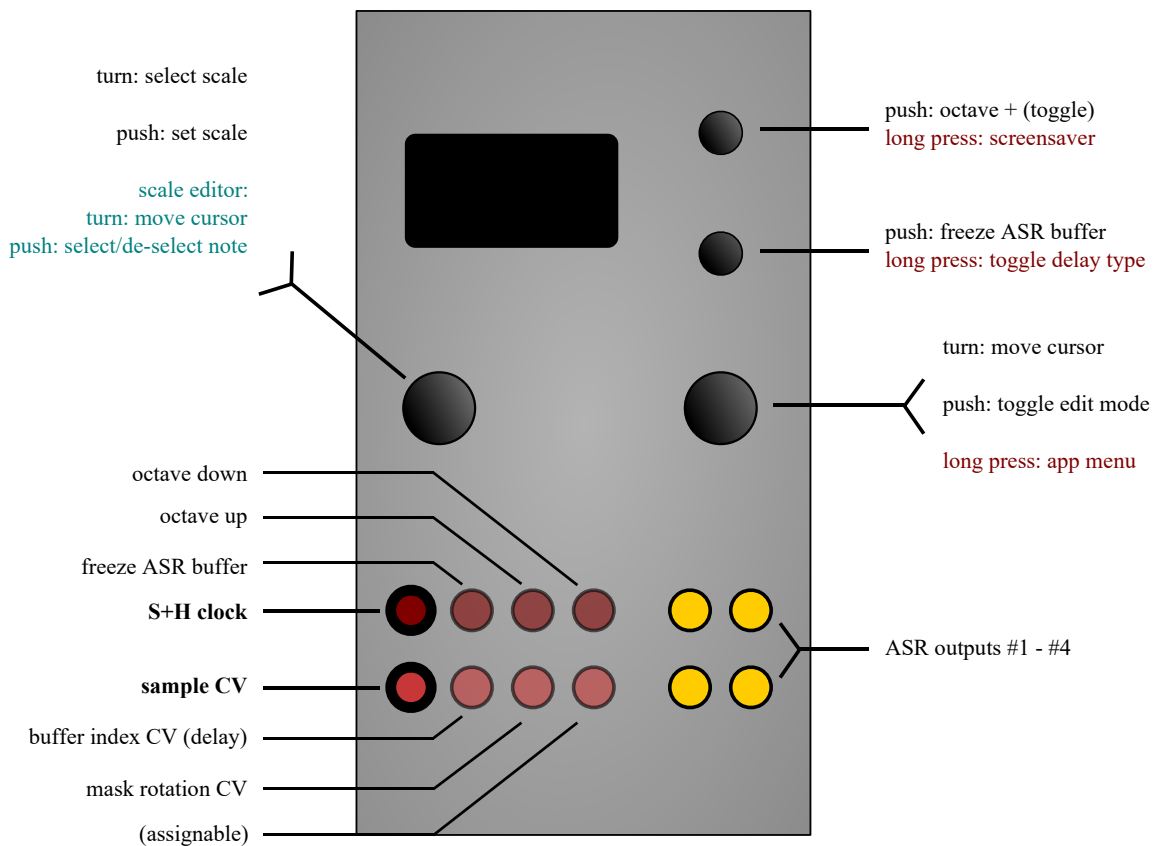 turn: select scale
push: set scale
scale editor:
turn: move cursor
push: select/de-select note
push: octave + (toggle)
long press: screensaver
push: freeze ASR buffer
long press: toggle delay type
turn: move cursor
push: toggle edit mode
long press: app menu
octave down
octave up
freeze ASR buffer
S+H clock
sample CV
buffer index CV (delay)
mask rotation CV
(assignable)
ASR outputs #1 - #4